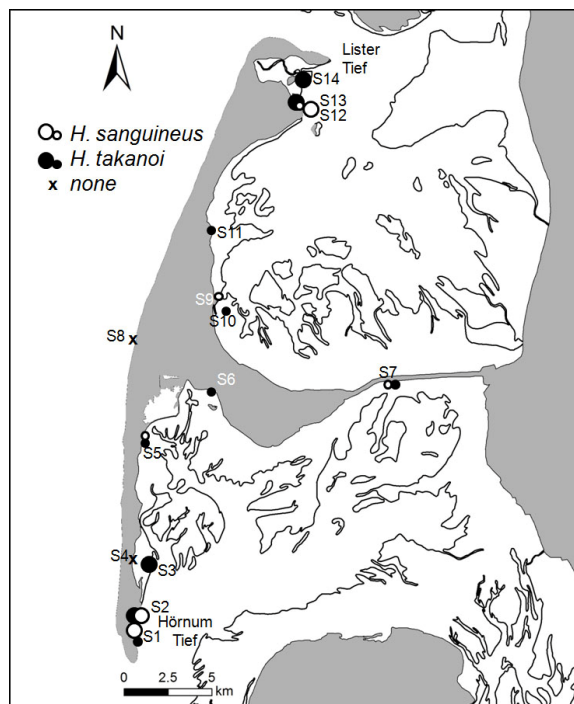 N
Lister
Tief
S14
S13
S12
H. sanguineus
H. takanoi
x none
S11
S9
S10
S8 x
S6
S7
S5
S4 x
S3
S2
Hörnum
S1
Tief
0 2.5 5
km